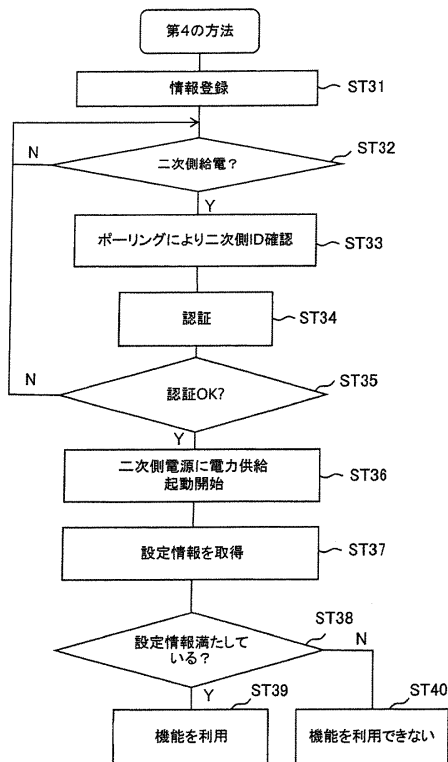 第4の方法
情報登録
ST31
N
二次側給電？
ST32
Y
ポーリングにより二次側ID確認
ST33
認証
ST34
N
認証OK?
ST35
Y
二次側電源に電力供給
起動開始
ST36
設定情報を取得
ST37
設定情報満たして
いる？
ST38
N
Y
ST39
ST40
機能を利用
機能を利用できない